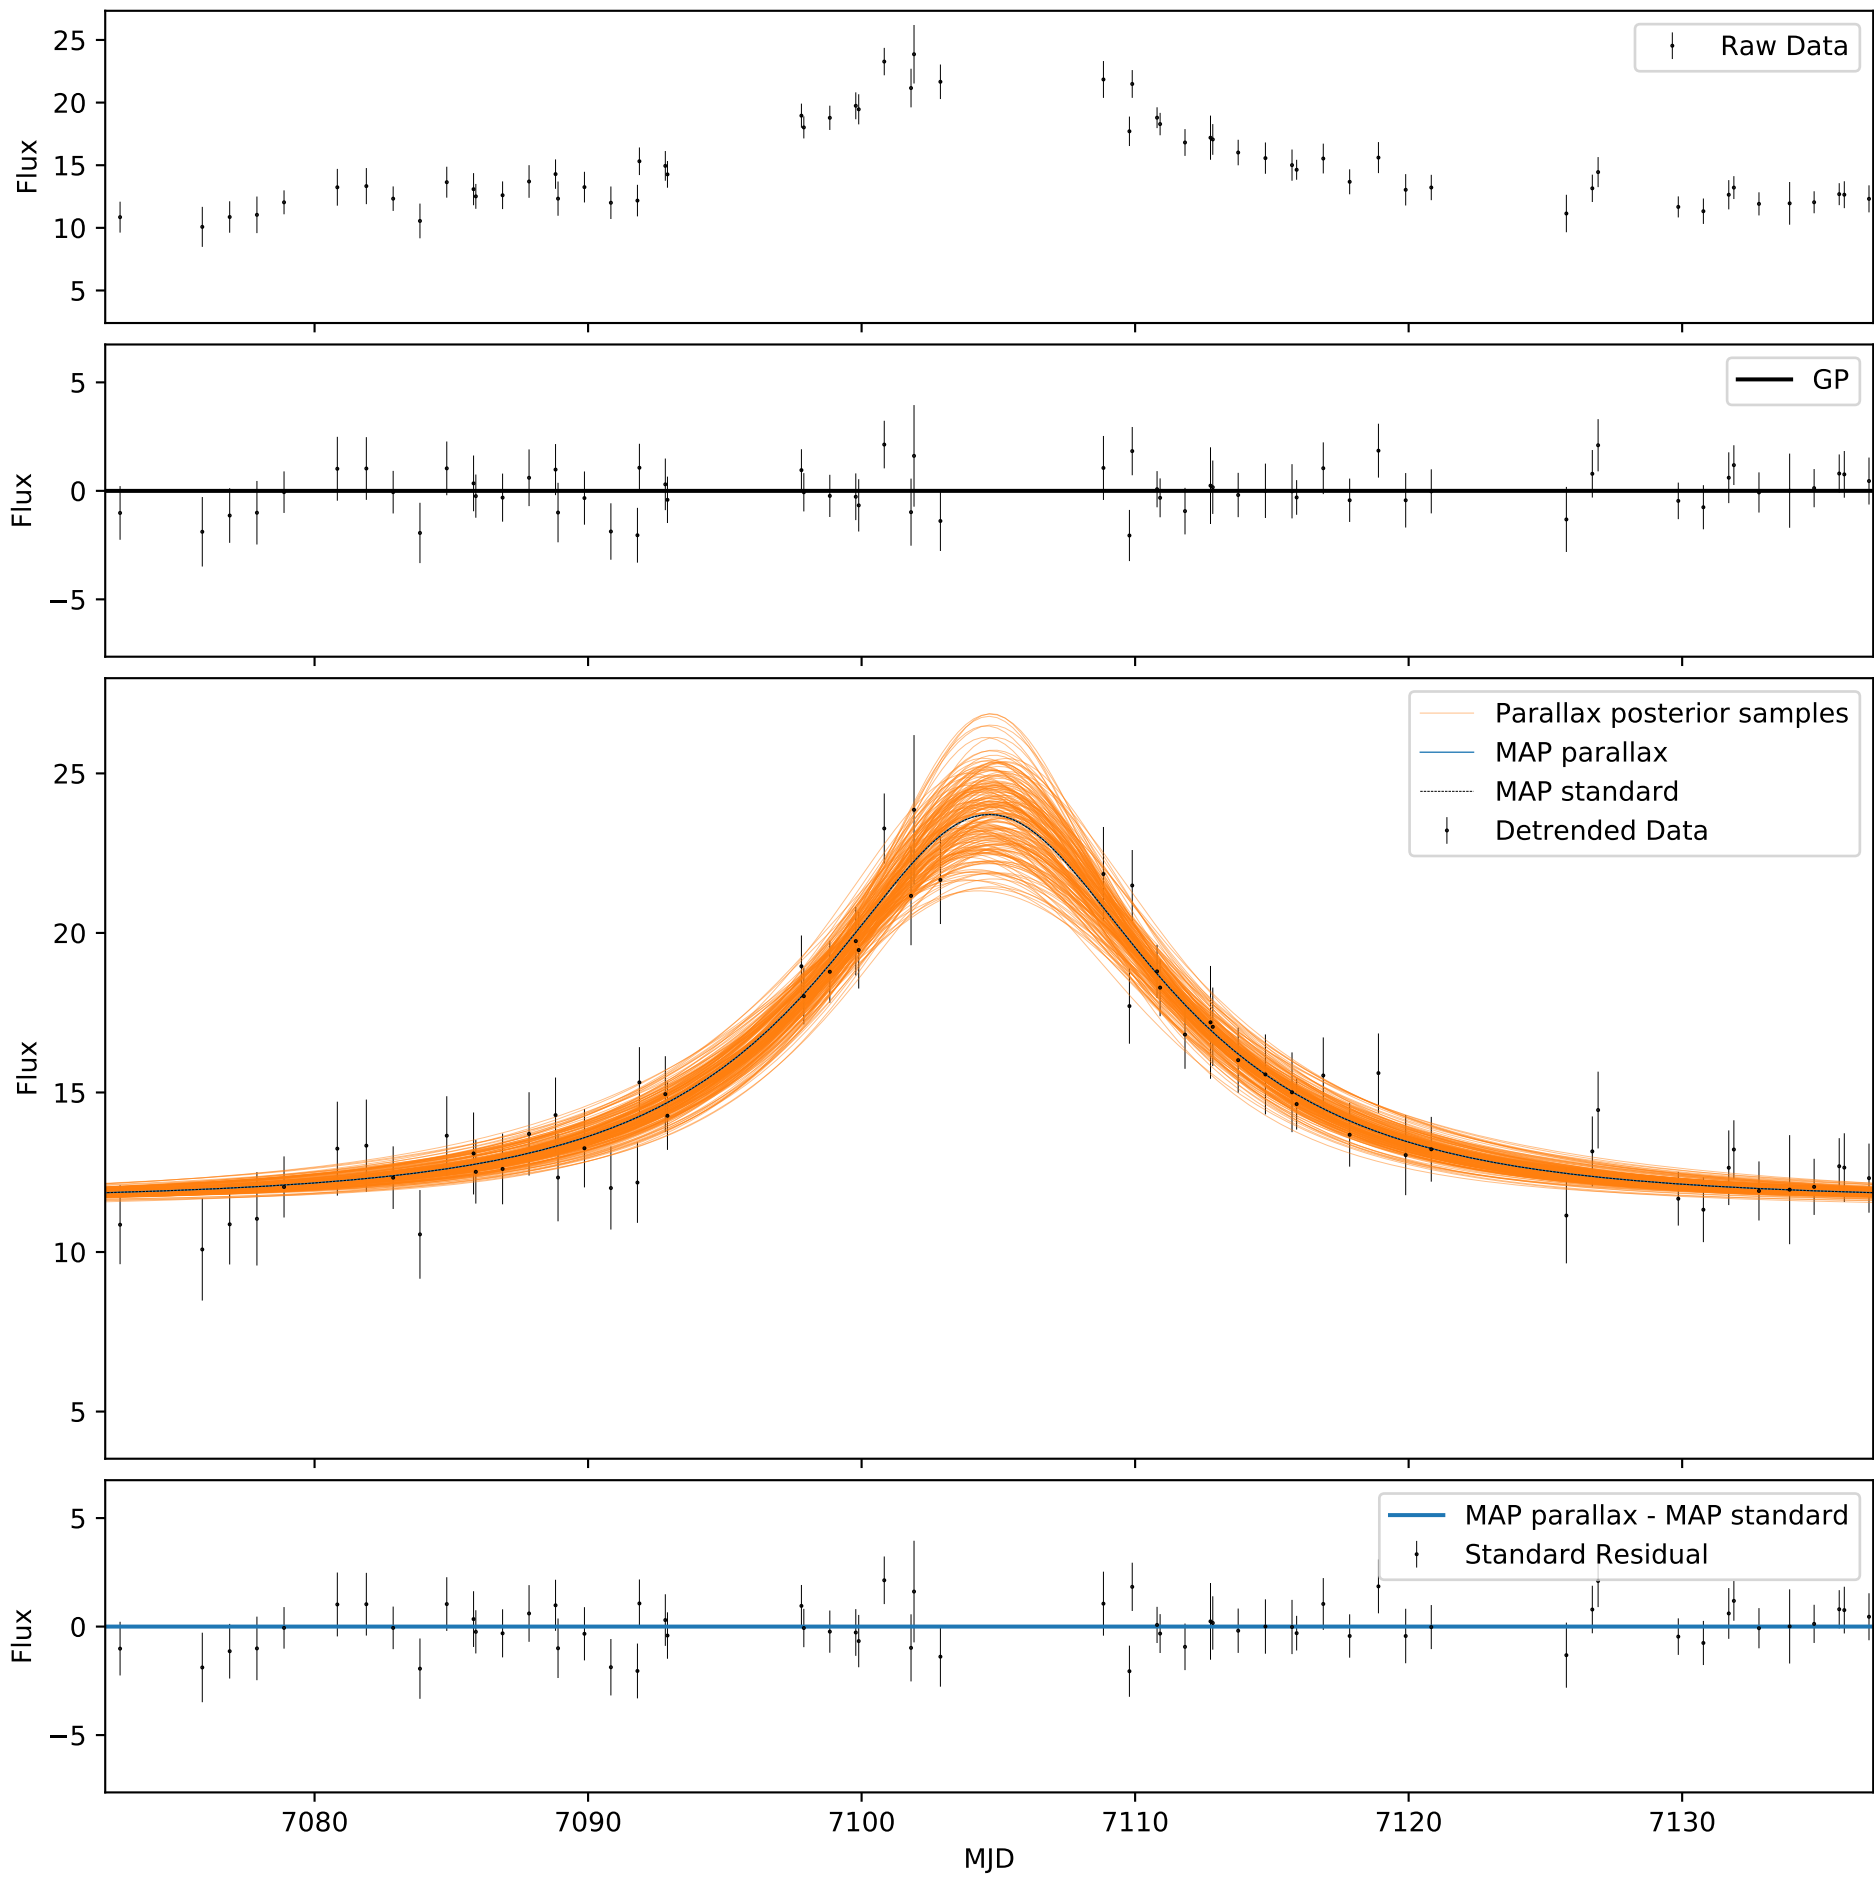 25
20
15
10
5
Flux
Raw Data
5
0
−5
Flux
GP
25
20
15
10
5
Flux
Parallax posterior samples
MAP parallax
MAP standard
Detrended Data
5
0
−5
Flux
MAP parallax - MAP standard
Standard Residual
7080 7090 7100 7110 7120 7130
MJD